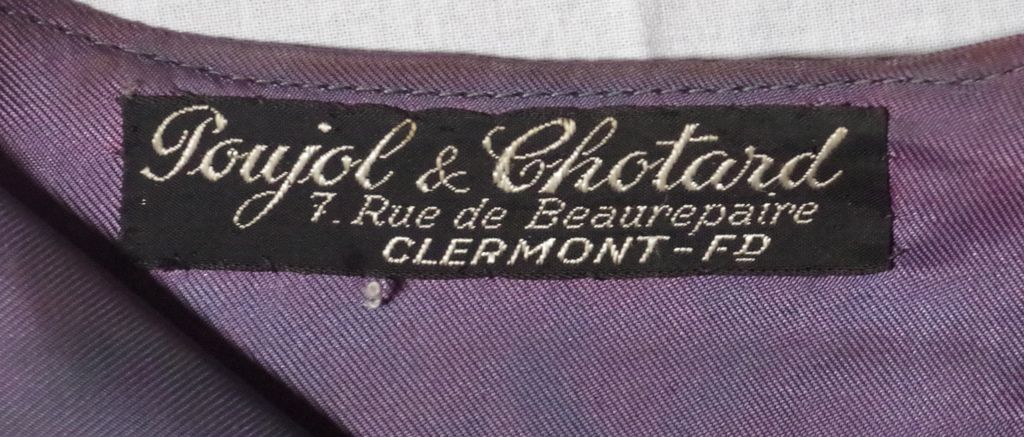 Poujol & Chotard
7. Rue de Beaurepaire
CLERMONT-FD